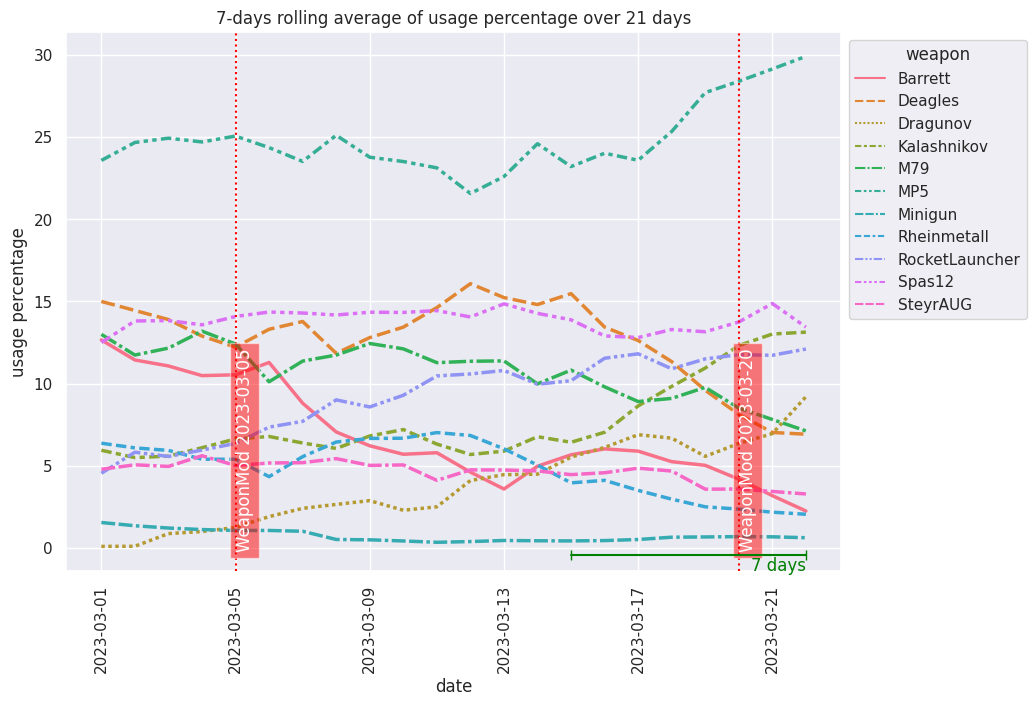 7-days rolling average of usage percentage over 21 days
usage percentage
30
25
20
15
10
5
0
WeaponMod 2023-03-05
WeaponMod 2023-03-20
7 days
2023-03-01
2023-03-05
2023-03-09
2023-03-13
2023-03-17
2023-03-21
date
weapon
Barrett
Deagles
Dragunov
Kalashnikov
M79
MP5
Minigun
Rheinmetall
RocketLauncher
Spas12
SteyrAUG